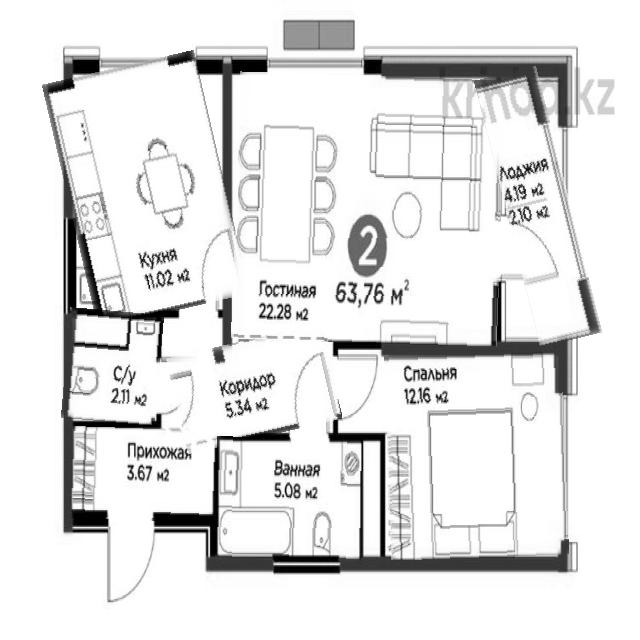 krisha.kz
Лоджия
4.19 м2
2.10
Кухня
11.02 м2
2
63,76 м2
Гостиная
22.28 м2
С/у
2.11 м2
Коридор
5.34 м2
Спальня
12.16 м2
Прихожая
3.67 м2
Ванная
5.08 м2